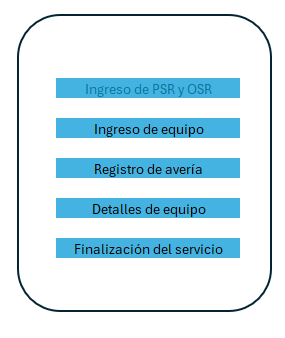 Ingreso de PSR y OSR
Ingreso de equipo
Registro de avería
Detalles de equipo
Finalización del servicio